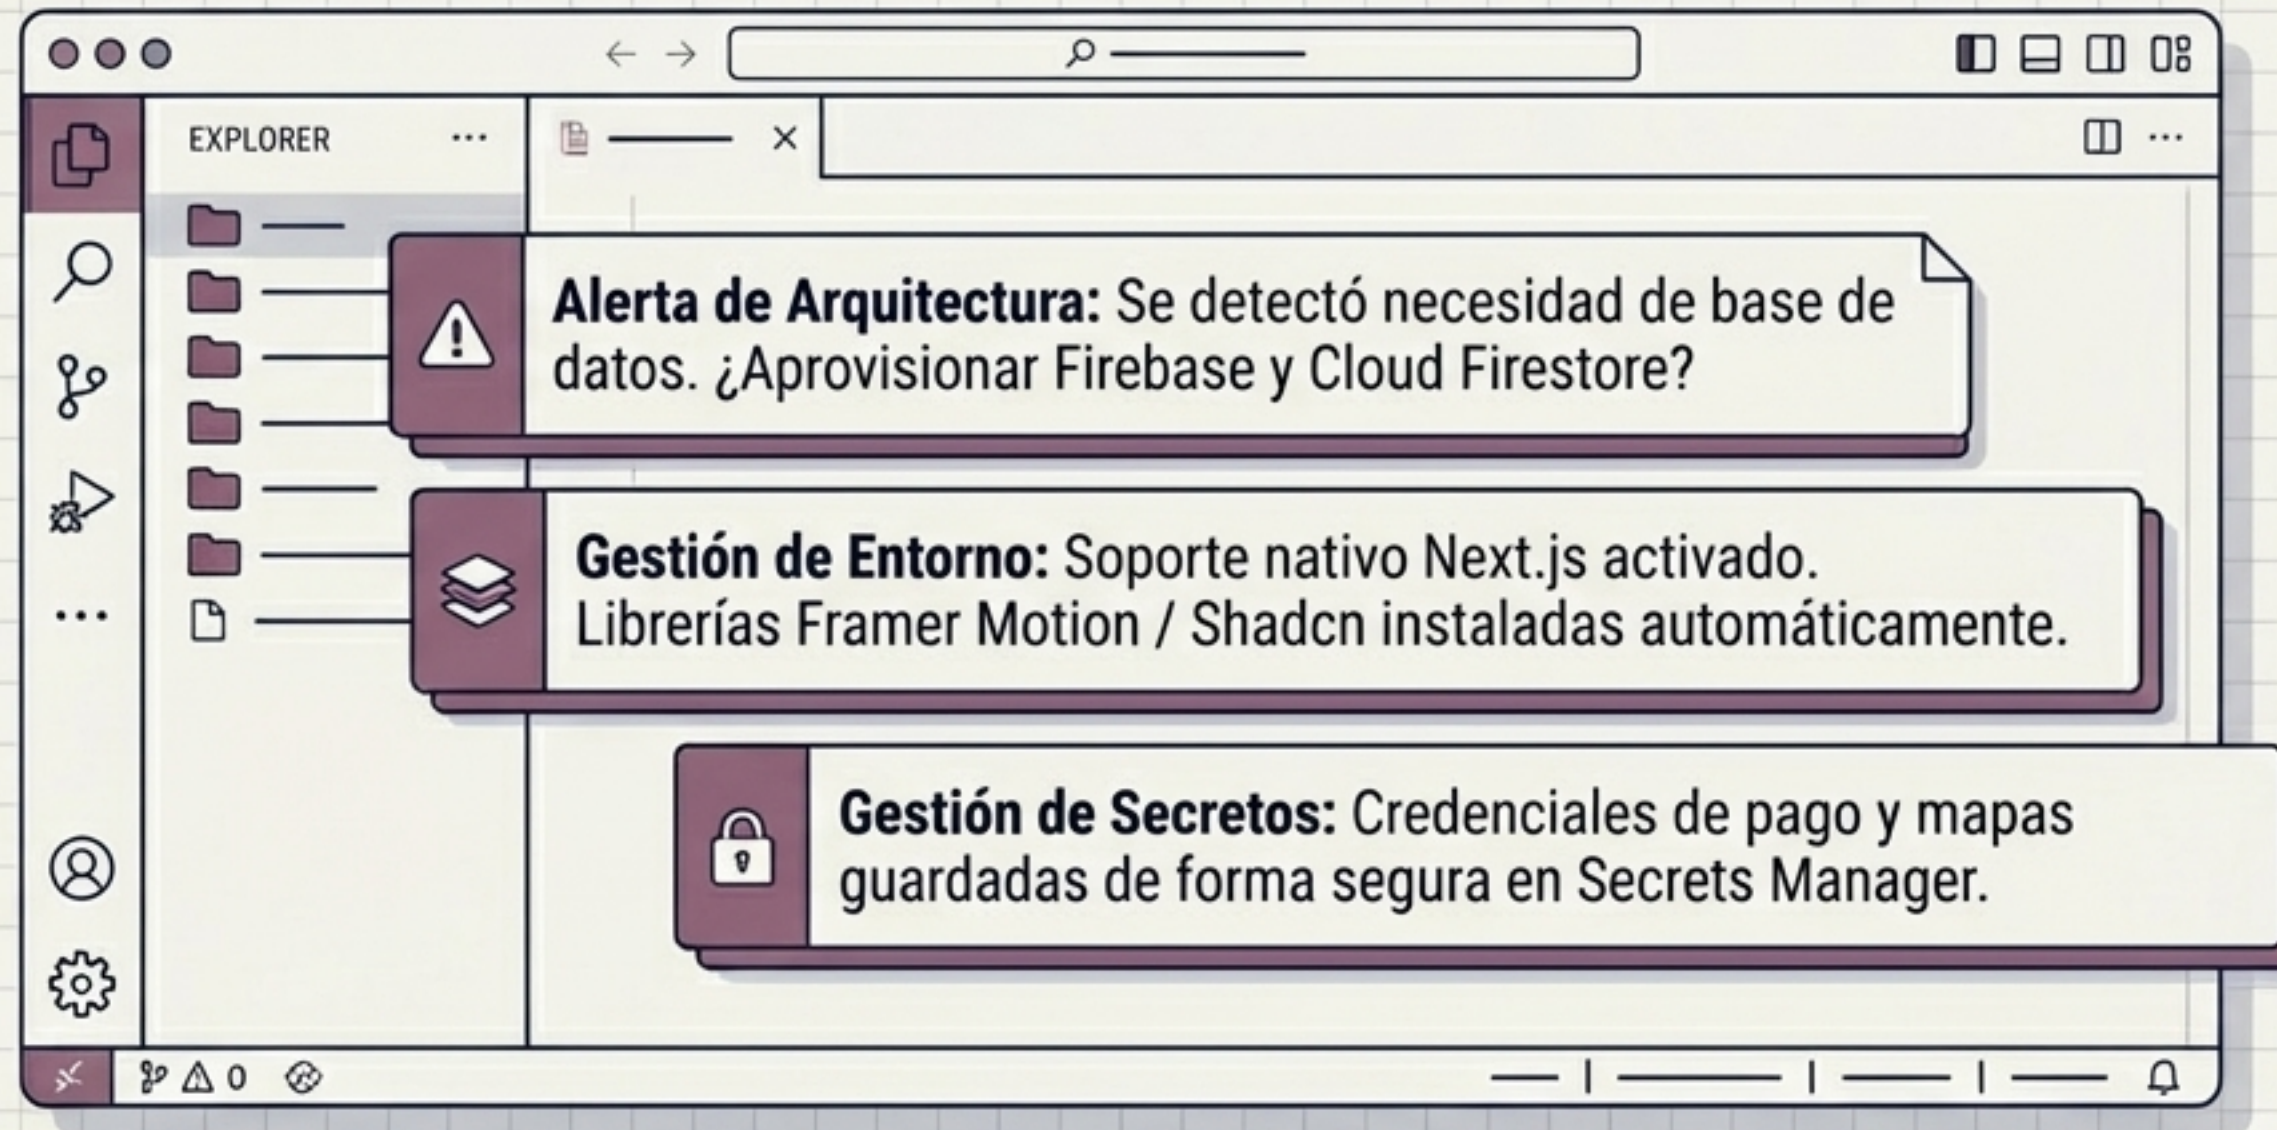 EXPLORER
Alerta de Arquitectura: Se detectó necesidad de base de
datos. ¿Aprovisionar Firebase y Cloud Firestore?
Gestión de Entorno: Soporte nativo Next.js activado.
Librerías Framer Motion / Shadcn instaladas automáticamente.
Gestión de Secretos: Credenciales de pago y mapas
guardadas de forma segura en Secrets Manager.
0